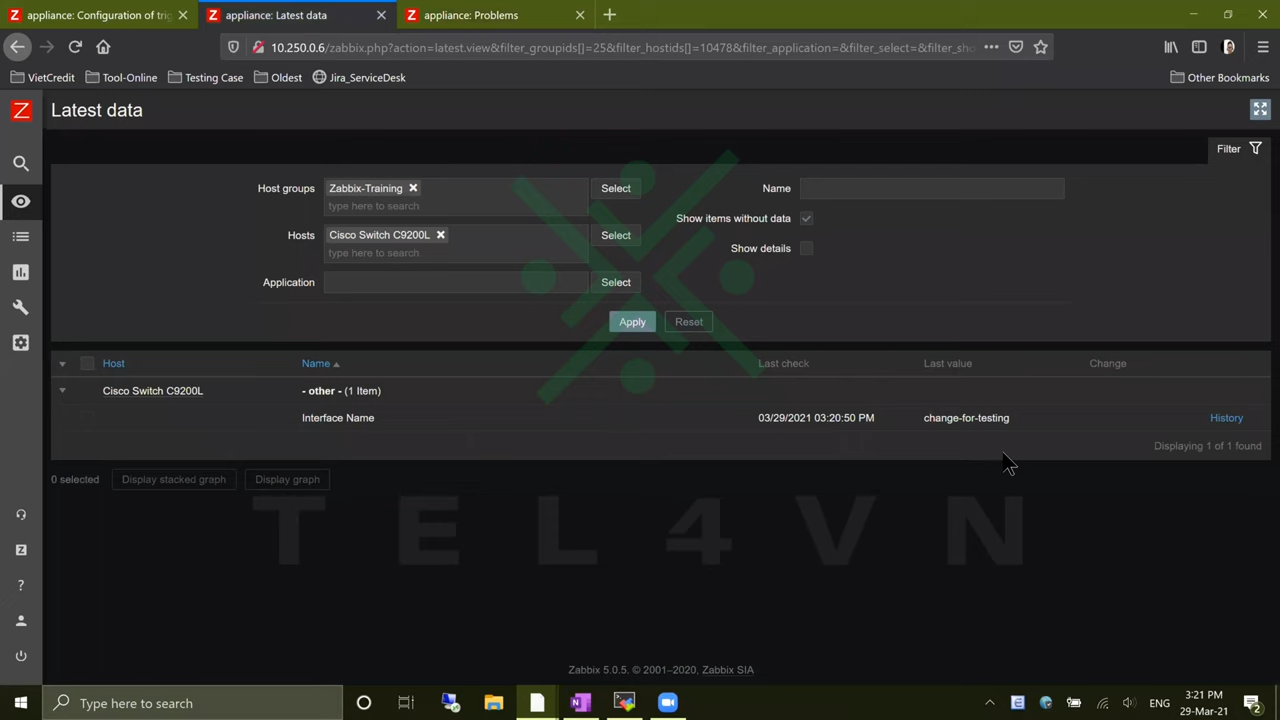 appliance: Configuration of trig
appliance: Latest data
appliance: Problems
10.250.0.6/zabbix.php?action=latest.view&filter_groupids[]=25&filter_hostids[]=10478&filter_application=&filter_select=&filter_sho
VietCredit
Tool-Online
Testing Case
Oldest
Jira_ServiceDesk
Other Bookmarks
Z
Latest data
Filter
Host groups
Zabbix-Training
type here to search
Select
Name
Show items without data
Hosts
Cisco Switch C9200L
type here to search
Select
Show details
Application
Select
Apply
Reset
Host
Name
Last check
Last value
Change
Cisco Switch C9200L
- other - (1 Item)
Interface Name
03/29/2021 03:20:50 PM
change-for-testing
History
Displaying 1 of 1 found
0 selected
Display stacked graph
Display graph
TEL4VN
Z
?
Zabbix 5.0.5. © 2001–2020, Zabbix SIA
Type here to search
ENG
3:21 PM
29-Mar-21
2